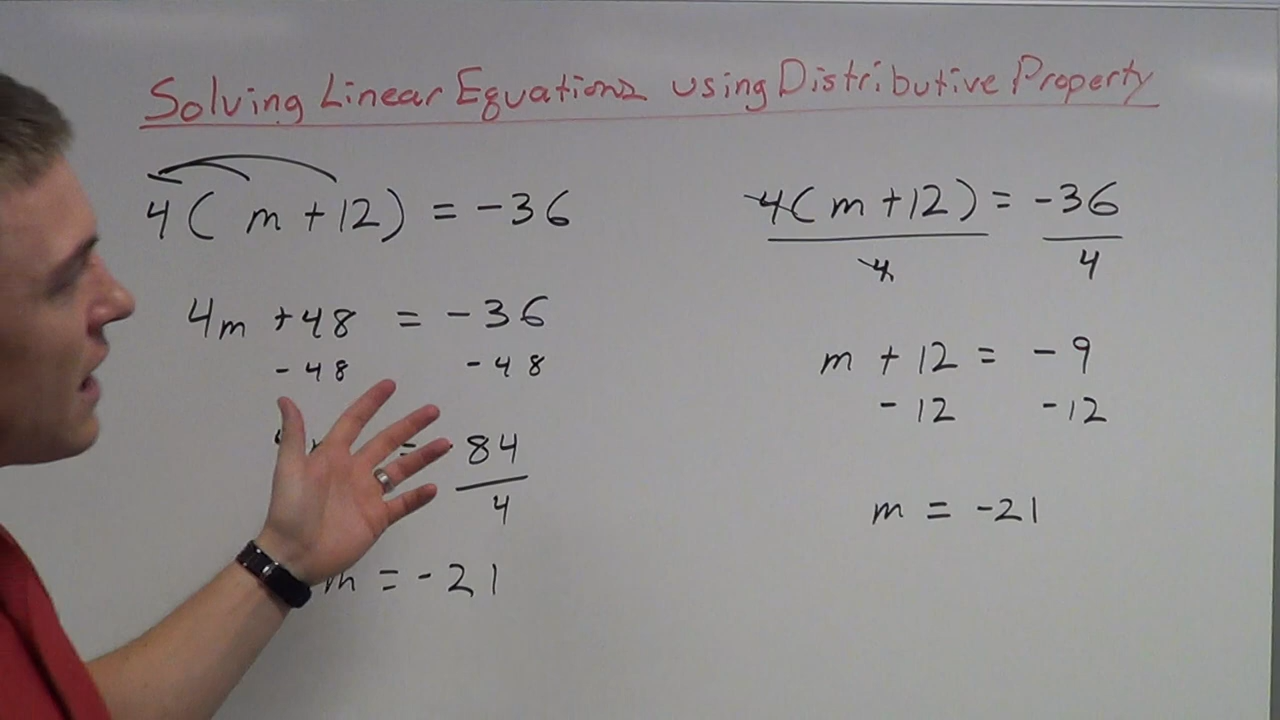 Solving Linear Equations using Distributive Property
4(m+12) = -36
4m +48 = -36
-48 -48
= 84
4
m = -21
4(m+12) = -36
4 4
m + 12 = -9
-12 -12
m = -21